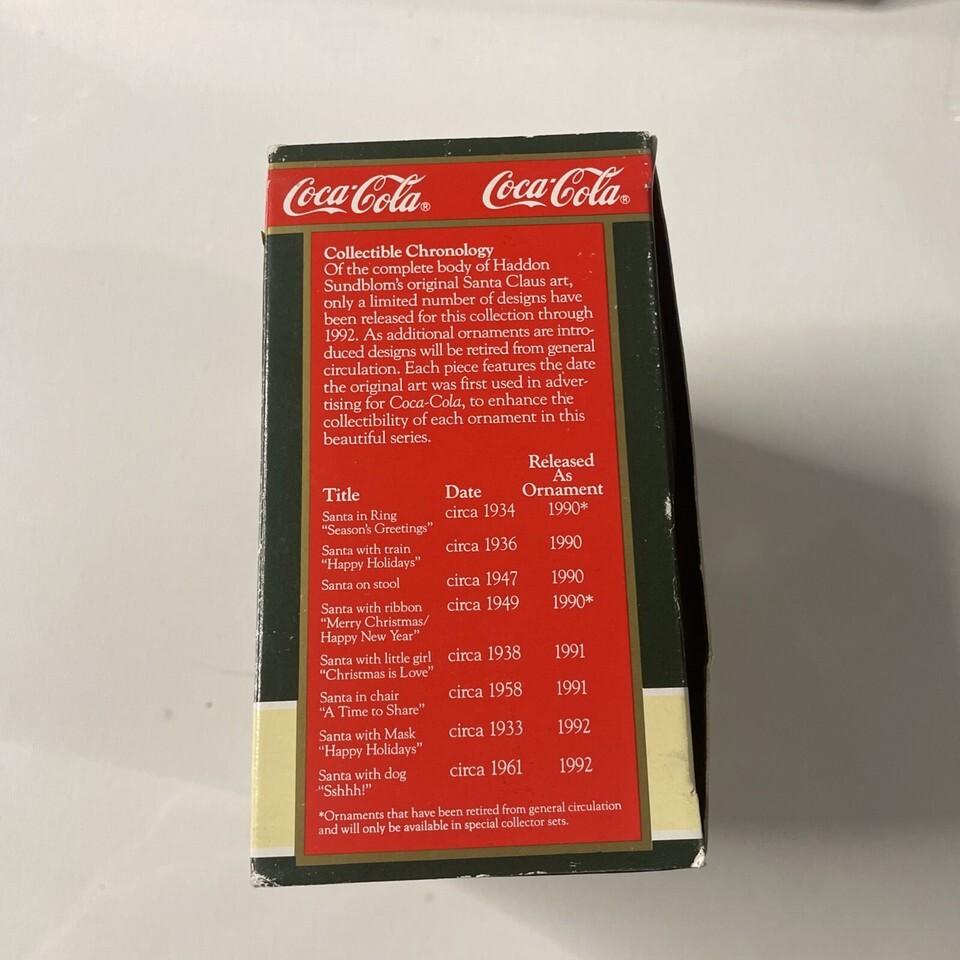 Coca-Cola® Coca-Cola®
Collectible Chronology
Of the complete body of Haddon
Sundblom's original Santa Claus art,
only a limited number of designs have
been released for this collection through
1992. As additional ornaments are intro-
duced designs will be retired from general
circulation. Each piece features the date
the original art was first used in adver-
tising for Coca-Cola, to enhance the
collectibility of each ornament in this
beautiful series.
Released
As
Title Date Ornament
Santa in Ring circa 1934 1990*
"Season's Greetings"
Santa with train circa 1936 1990
"Happy Holidays"
Santa on stool circa 1947 1990
Santa with ribbon circa 1949 1990*
"Merry Christmas/
Happy New Year"
Santa with little girl circa 1938 1991
"Christmas is Love"
Santa in chair circa 1958 1991
"A Time to Share"
Santa with Mask circa 1933 1992
"Happy Holidays"
Santa with dog circa 1961 1992
"Sshhh!"
*Ornaments that have been retired from general circulation
and will only be available in special collector sets.